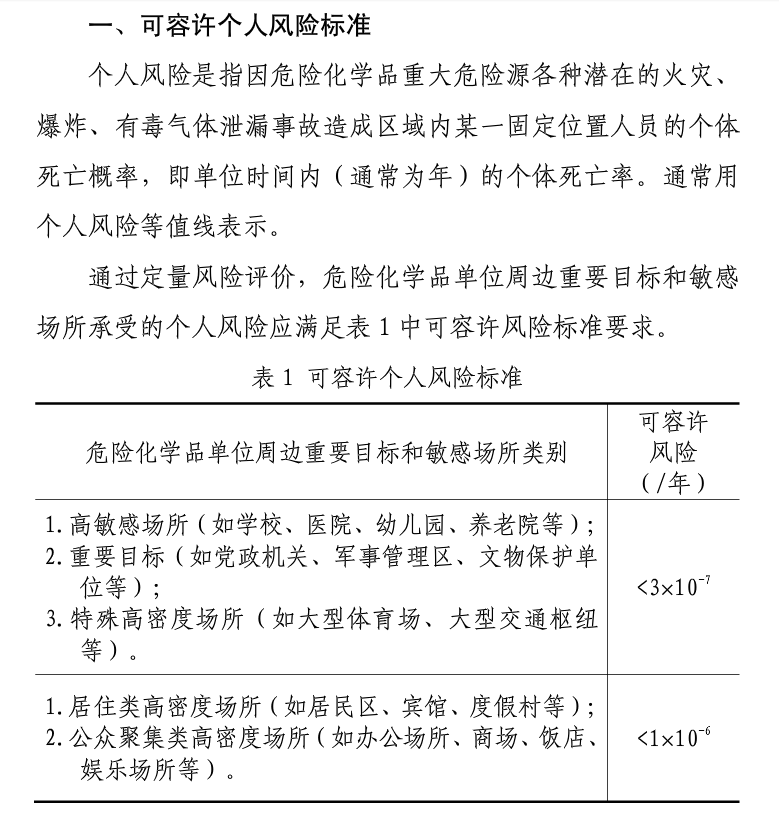 一、可容许个人风险标准
个人风险是指因危险化学品重大危险源各种潜在的火灾、
爆炸、有毒气体泄漏事故造成区域内某一固定位置人员的个体
死亡概率，即单位时间内（通常为年）的个体死亡率。通常用
个人风险等值线表示。
通过定量风险评价，危险化学品单位周边重要目标和敏感
场所承受的个人风险应满足表1中可容许风险标准要求。
表1 可容许个人风险标准
危险化学品单位周边重要目标和敏感场所类别
可容许
风险
（/年）
1.高敏感场所（如学校、医院、幼儿园、养老院等）；
2.重要目标（如党政机关、军事管理区、文物保护单
位等）；
3.特殊高密度场所（如大型体育场、大型交通枢纽
等）。
<3×10⁻⁷
1.居住类高密度场所（如居民区、宾馆、度假村等）；
2.公众聚集类高密度场所（如办公场所、商场、饭店、
娱乐场所等）。
<1×10⁻⁶